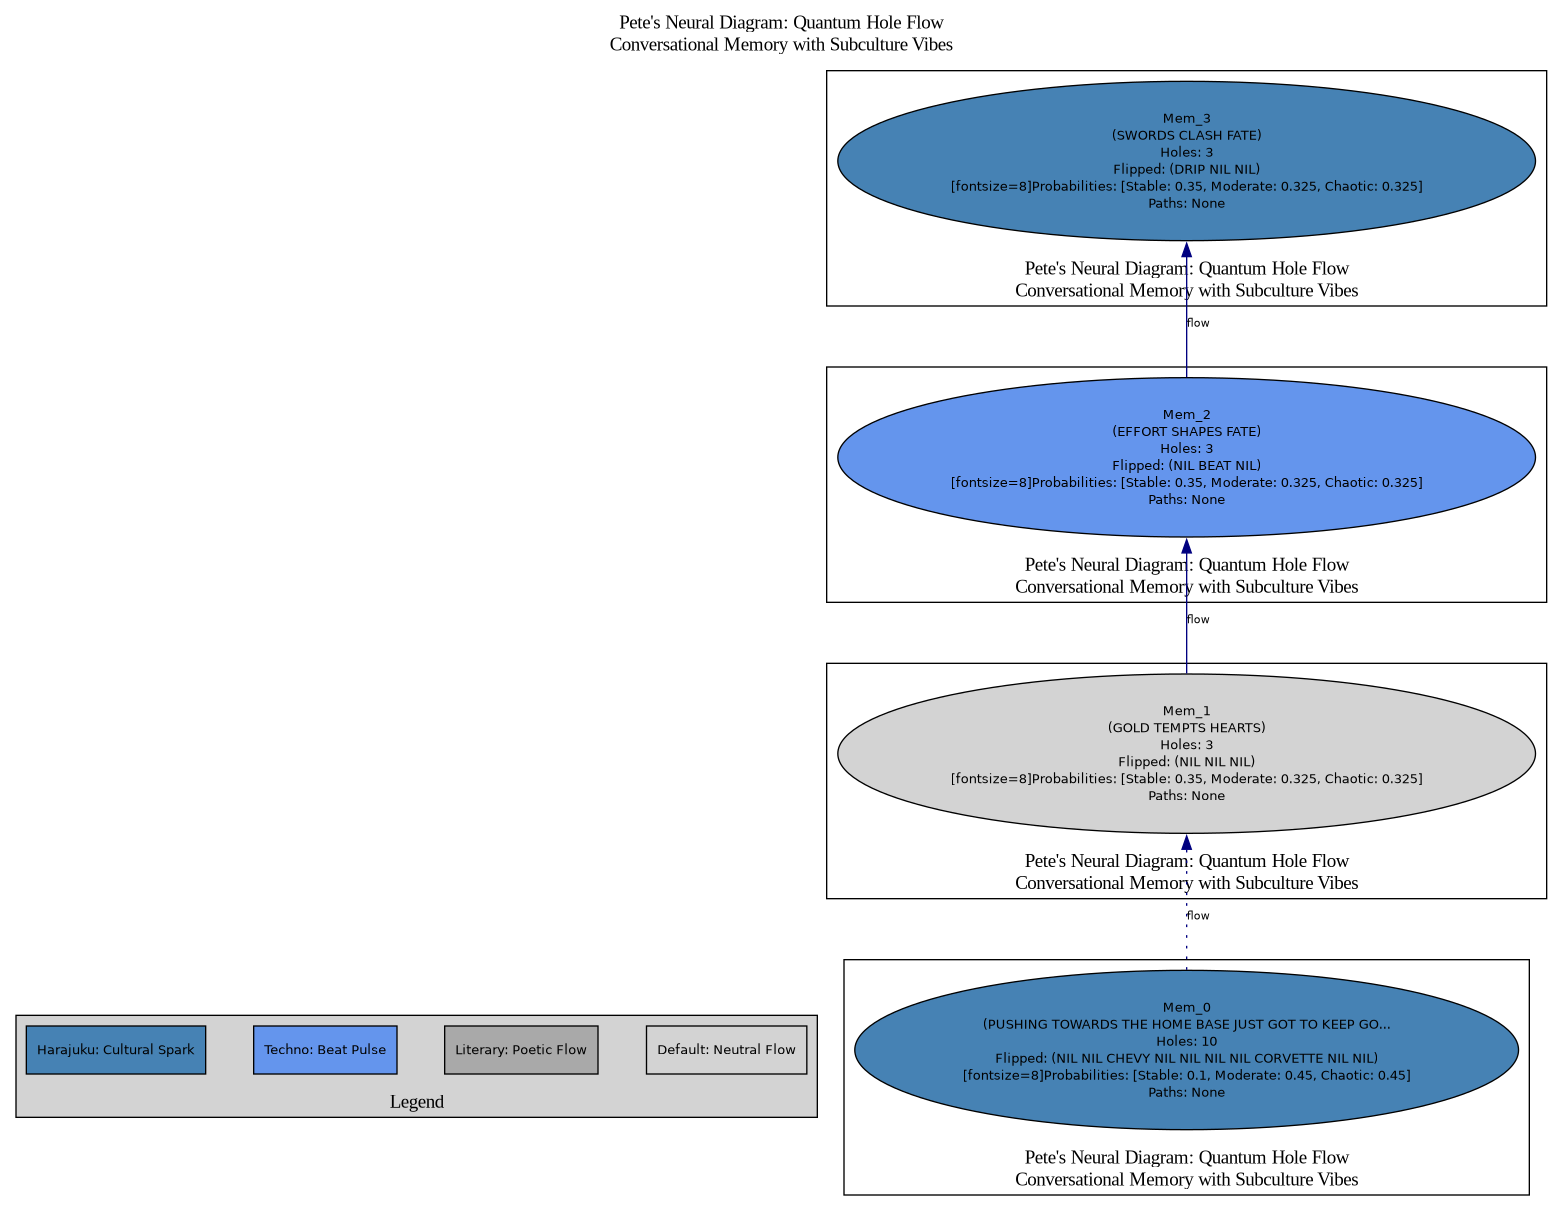 Pete's Neural Diagram: Quantum Hole Flow
Conversational Memory with Subculture Vibes
Mem_3
(SWORDS CLASH FATE)
Holes: 3
Flipped: (DRIP NIL NIL)
[fontsize=8]Probabilities: [Stable: 0.35, Moderate: 0.325, Chaotic: 0.325]
Paths: None
Pete's Neural Diagram: Quantum Hole Flow
Conversational Memory with Subculture Vibes
flow
Mem_2
(EFFORT SHAPES FATE)
Holes: 3
Flipped: (NIL BEAT NIL)
[fontsize=8]Probabilities: [Stable: 0.35, Moderate: 0.325, Chaotic: 0.325]
Paths: None
Pete's Neural Diagram: Quantum Hole Flow
Conversational Memory with Subculture Vibes
flow
Mem_1
(GOLD TEMPTS HEARTS)
Holes: 3
Flipped: (NIL NIL NIL)
[fontsize=8]Probabilities: [Stable: 0.35, Moderate: 0.325, Chaotic: 0.325]
Paths: None
Pete's Neural Diagram: Quantum Hole Flow
Conversational Memory with Subculture Vibes
flow
Mem_0
(PUSHING TOWARDS THE HOME BASE JUST GOT TO KEEP GO...
Holes: 10
Flipped: (NIL NIL CHEVY NIL NIL NIL NIL CORVETTE NIL NIL)
[fontsize=8]Probabilities: [Stable: 0.1, Moderate: 0.45, Chaotic: 0.45]
Paths: None
Pete's Neural Diagram: Quantum Hole Flow
Conversational Memory with Subculture Vibes
Harajuku: Cultural Spark
Techno: Beat Pulse
Literary: Poetic Flow
Default: Neutral Flow
Legend